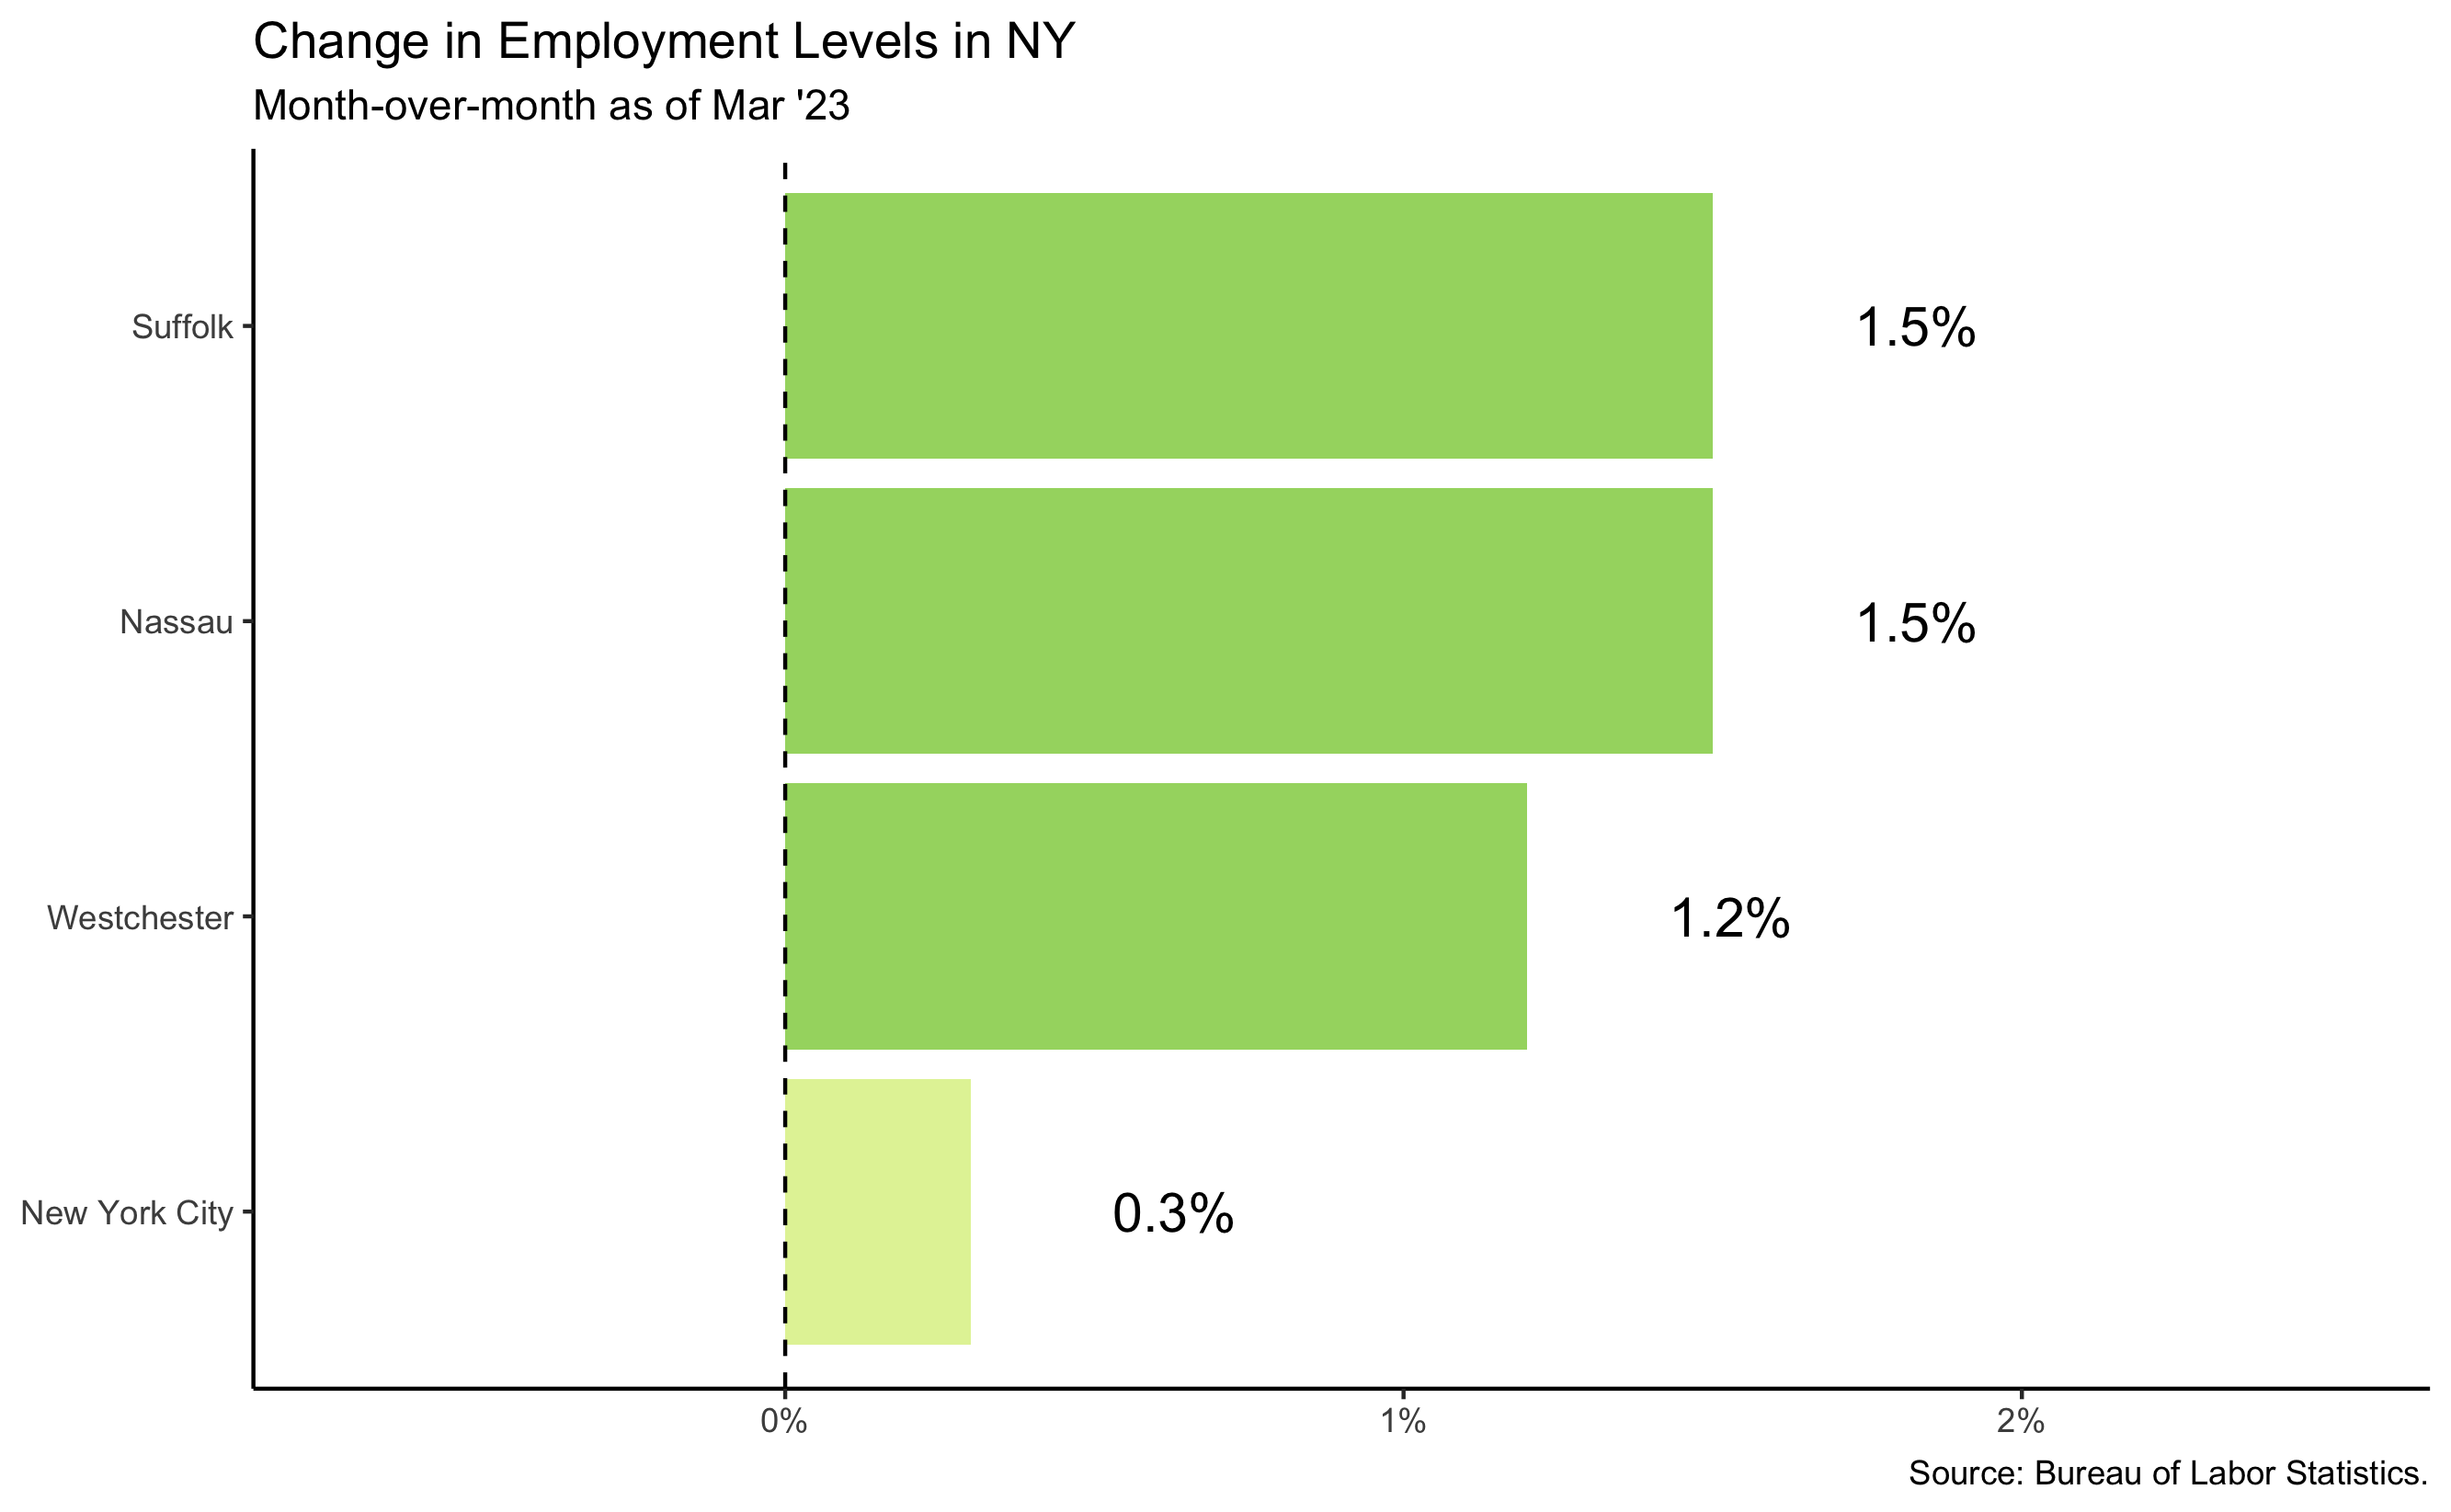 Change in Employment Levels in NY
Month-over-month as of Mar '23
Suffolk
1.5%
Nassau
1.5%
Westchester
1.2%
New York City
0.3%
0%
1%
2%
Source: Bureau of Labor Statistics.